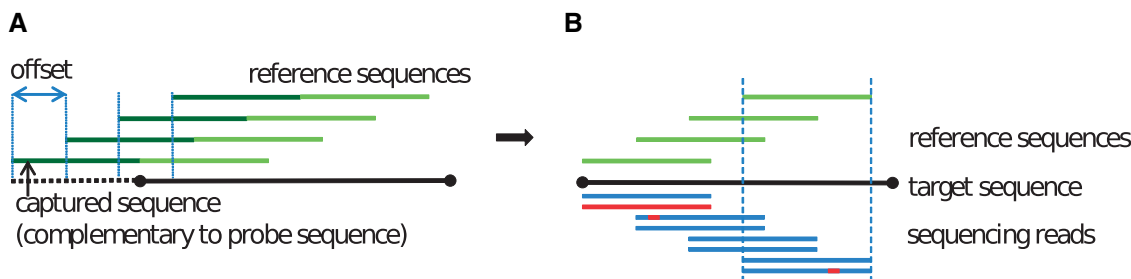 A
B
offset
reference sequences
captured sequence
(complementary to probe sequence)
reference sequences
target sequence
sequencing reads